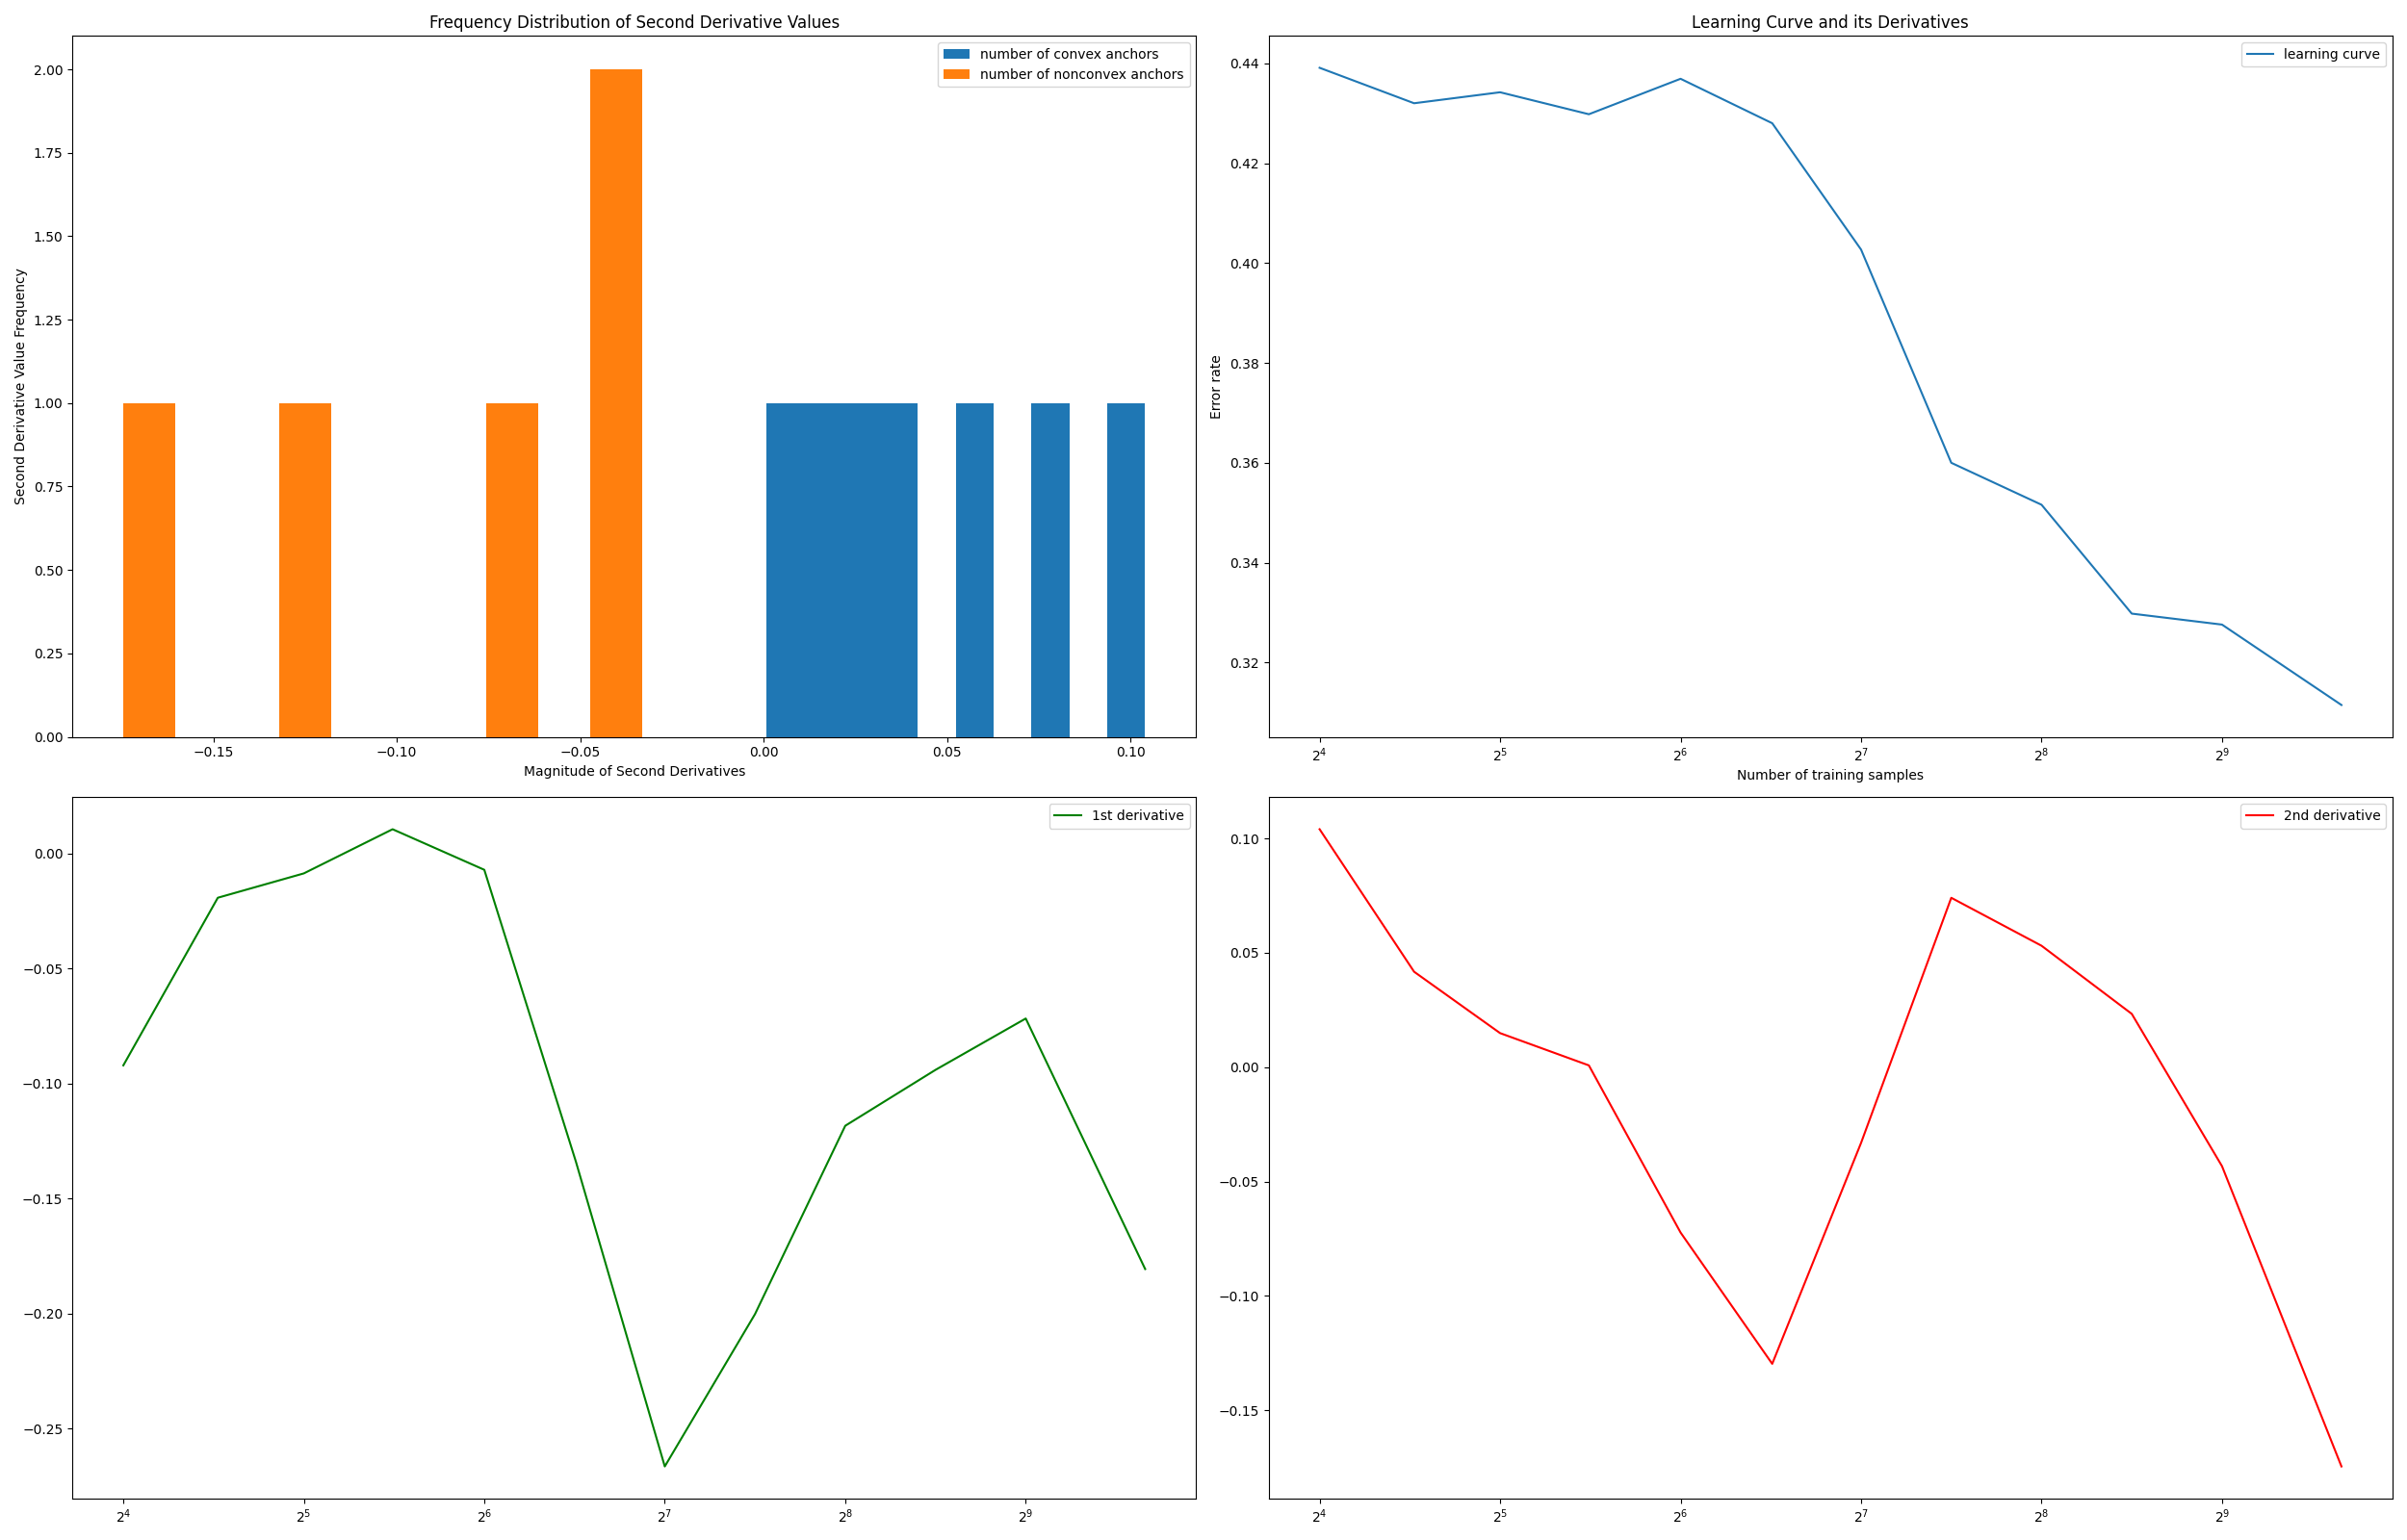 Frequency Distribution of Second Derivative Values
number of convex anchors
number of nonconvex anchors
Second Derivative Value Frequency
2.00
1.75
1.50
1.25
1.00
0.75
0.50
0.25
0.00
−0.15 −0.10 −0.05 0.00 0.05 0.10
Magnitude of Second Derivatives
Learning Curve and its Derivatives
learning curve
Error rate
0.44
0.42
0.40
0.38
0.36
0.34
0.32
2⁴ 2⁵ 2⁶ 2⁷ 2⁸ 2⁹
Number of training samples
1st derivative
0.00
−0.05
−0.10
−0.15
−0.20
−0.25
2⁴ 2⁵ 2⁶ 2⁷ 2⁸ 2⁹
2nd derivative
0.10
0.05
0.00
−0.05
−0.10
−0.15
2⁴ 2⁵ 2⁶ 2⁷ 2⁸ 2⁹